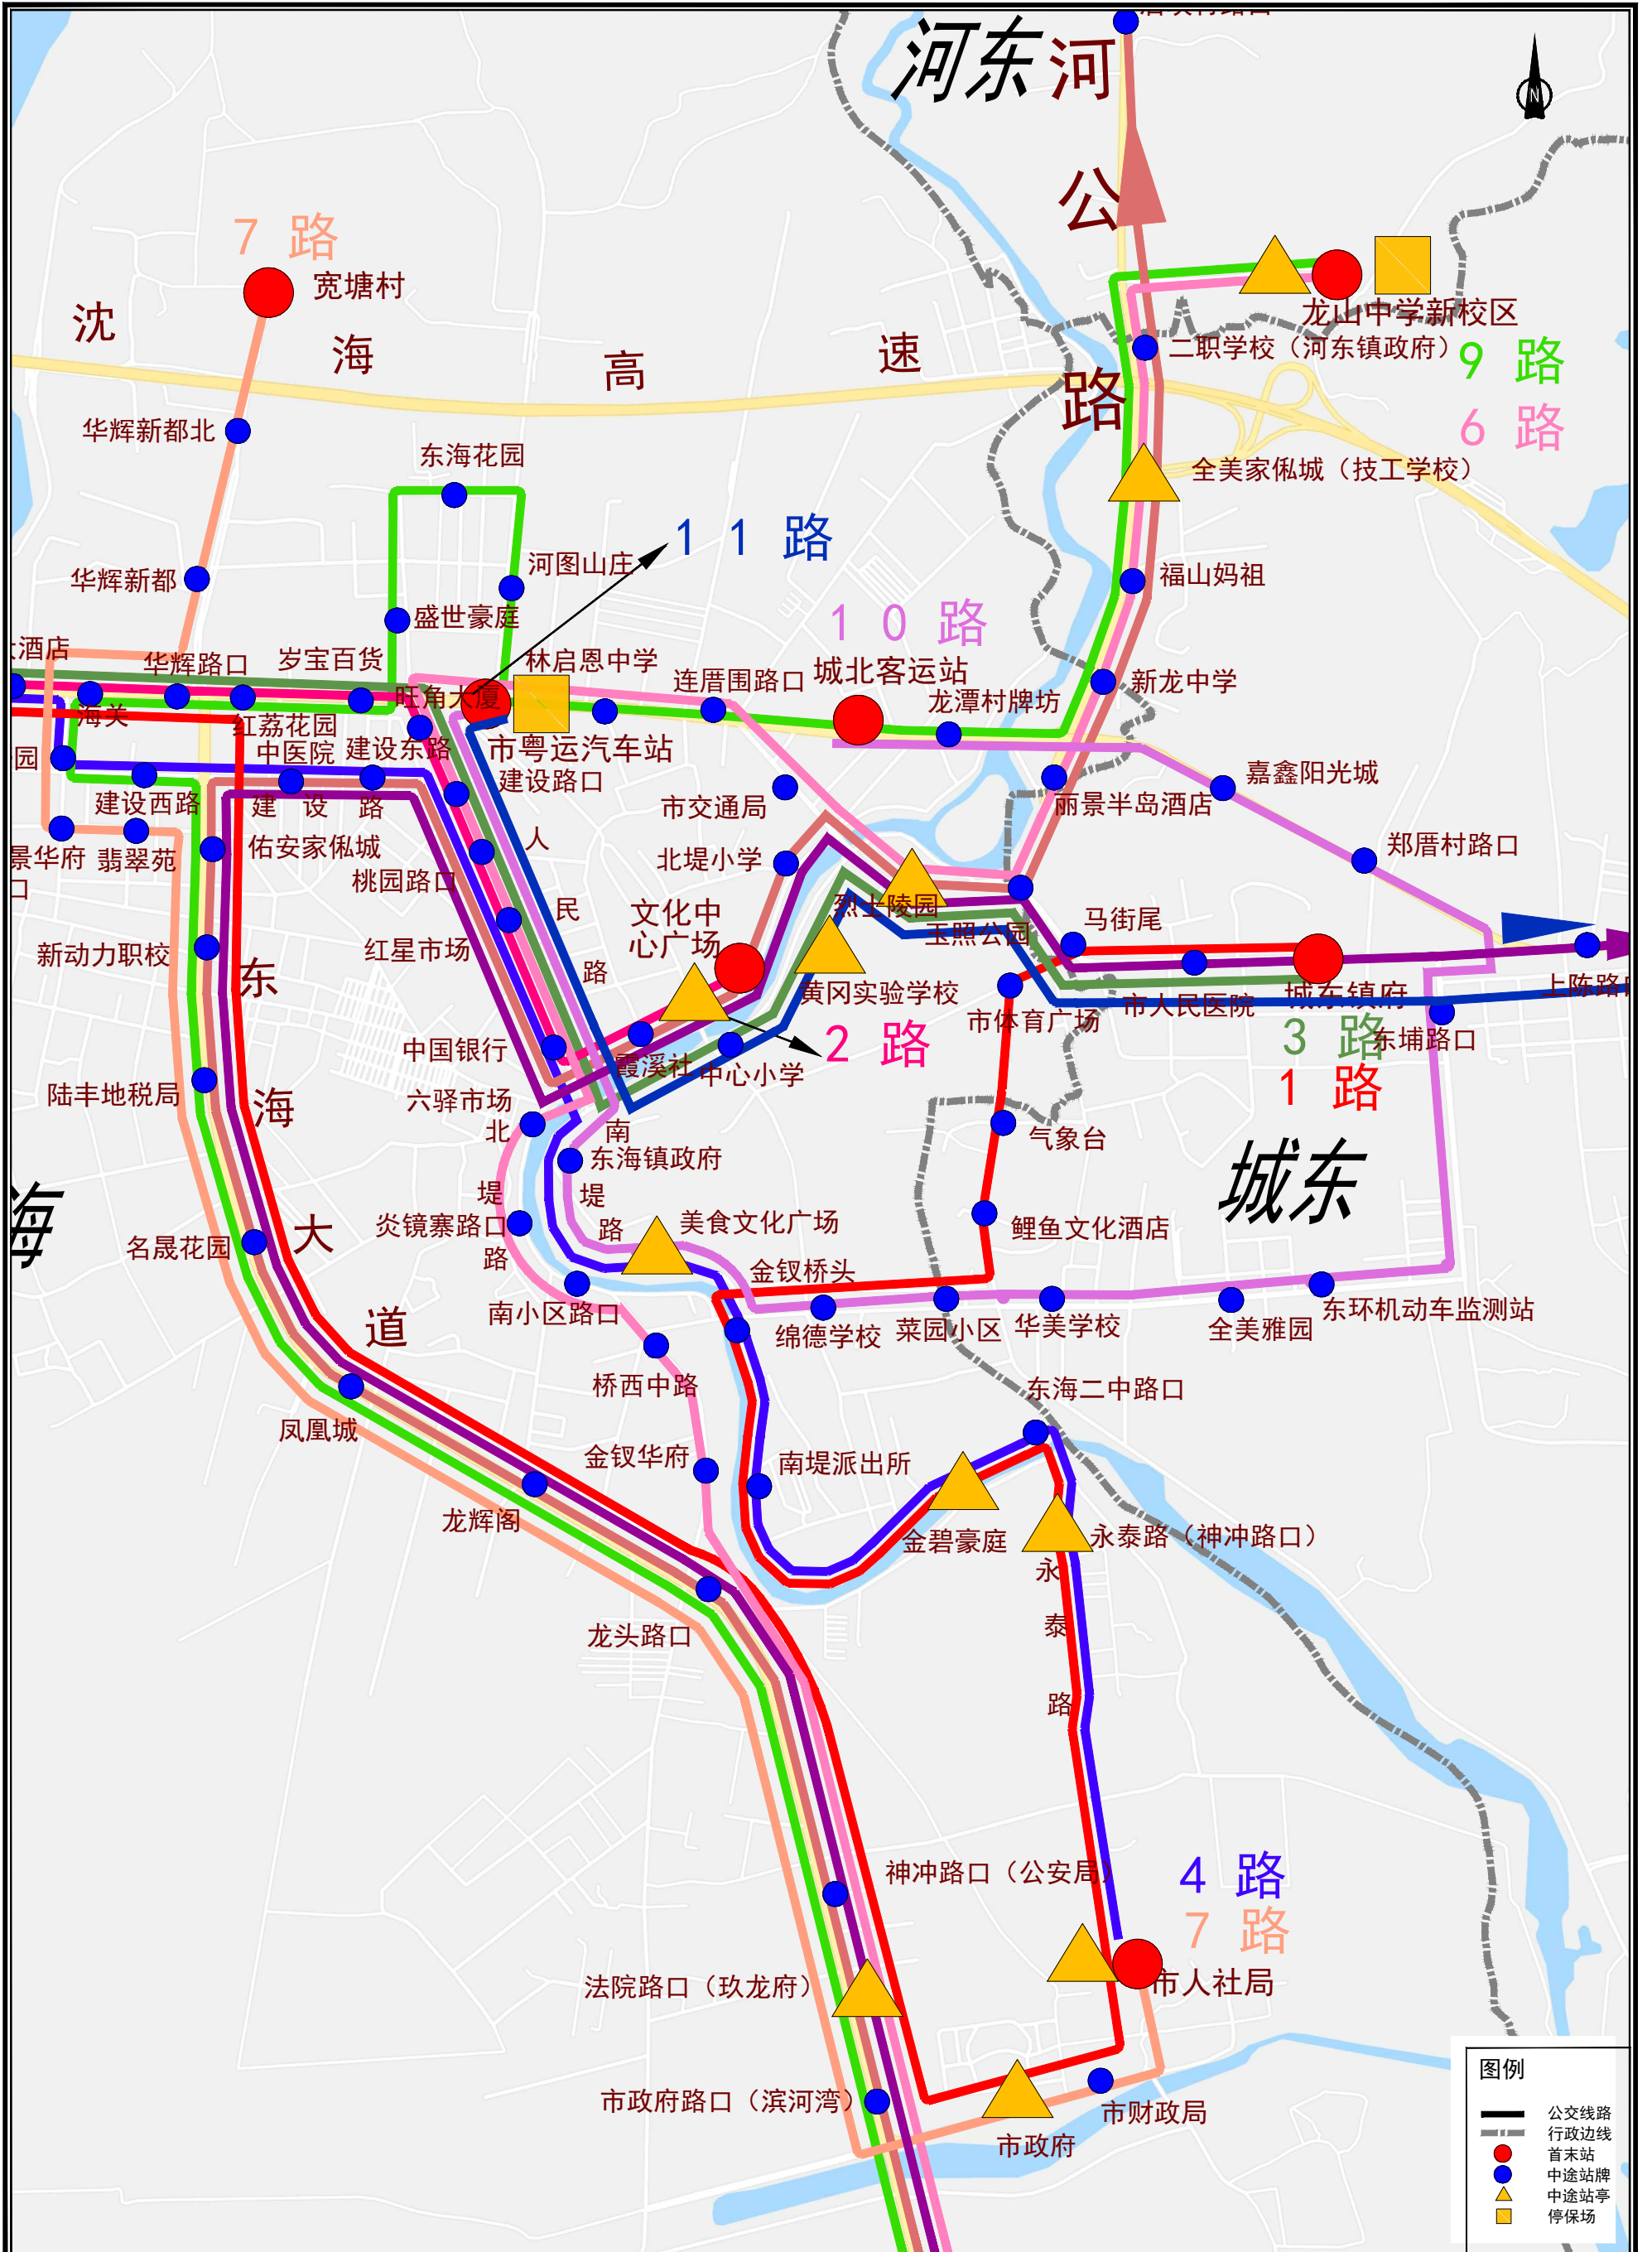 河东
河
公
路
N
7 路
宽塘村
沈
海
高
速
龙山中学新校区
二职学校（河东镇政府）
9 路
6 路
华辉新都北
东海花园
全美家俬城（技工学校）
11 路
河图山庄
华辉新都
福山妈祖
盛世豪庭
10 路
酒店
华辉路口
岁宝百货
林启恩中学
连厝围路口
城北客运站
新龙中学
旺角大厦
龙潭村牌坊
海关
红荔花园
市粤运汽车站
园
中医院
建设东路
建设路口
嘉鑫阳光城
建设西路
建 设 路
市交通局
丽景半岛酒店
人
景华府
翡翠苑
佑安家俬城
北堤小学
郑厝村路口
口
桃园路口
民
文化中
心广场
烈士陵园
马街尾
新动力职校
红星市场
玉照公园
东
路
黄冈实验学校
市人民医院
城东镇府
上陈路
市体育广场
中国银行
2 路
3 路
东埔路口
霞溪社
中心小学
1 路
陆丰地税局
海
六驿市场
北
南
气象台
东海镇政府
城东
海
堤
堤
大
炎镜寨路口
路
美食文化广场
鲤鱼文化酒店
名晟花园
路
金钗桥头
道
南小区路口
绵德学校
菜园小区
华美学校
全美雅园
东环机动车监测站
桥西中路
东海二中路口
凤凰城
金钗华府
南堤派出所
龙辉阁
金碧豪庭
永泰路（神冲路口）
永
泰
龙头路口
路
神冲路口（公安局）
4 路
7 路
法院路口（玖龙府）
市人社局
市政府路口（滨河湾）
市财政局
市政府
图例
公交线路
行政边线
首末站
中途站牌
中途站亭
停保场